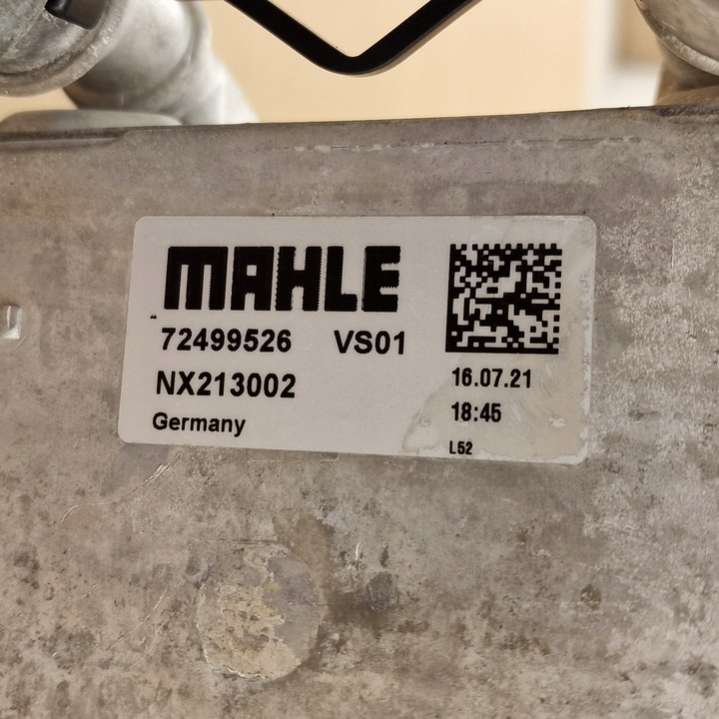 MAHLE
72499526 VS01
NX213002
Germany
16.07.21
18:45
L52